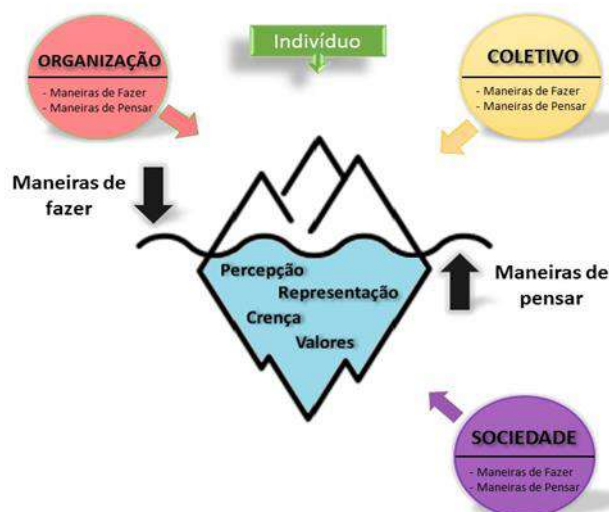 Indivíduo
ORGANIZAÇÃO
- Maneiras de Fazer
- Maneiras de Pensar
COLETIVO
- Maneiras de Fazer
- Maneiras de Pensar
Maneiras de
fazer
Percepção
Representação
Crença
Valores
Maneiras de
pensar
SOCIEDADE
- Maneiras de Fazer
- Maneiras de Pensar